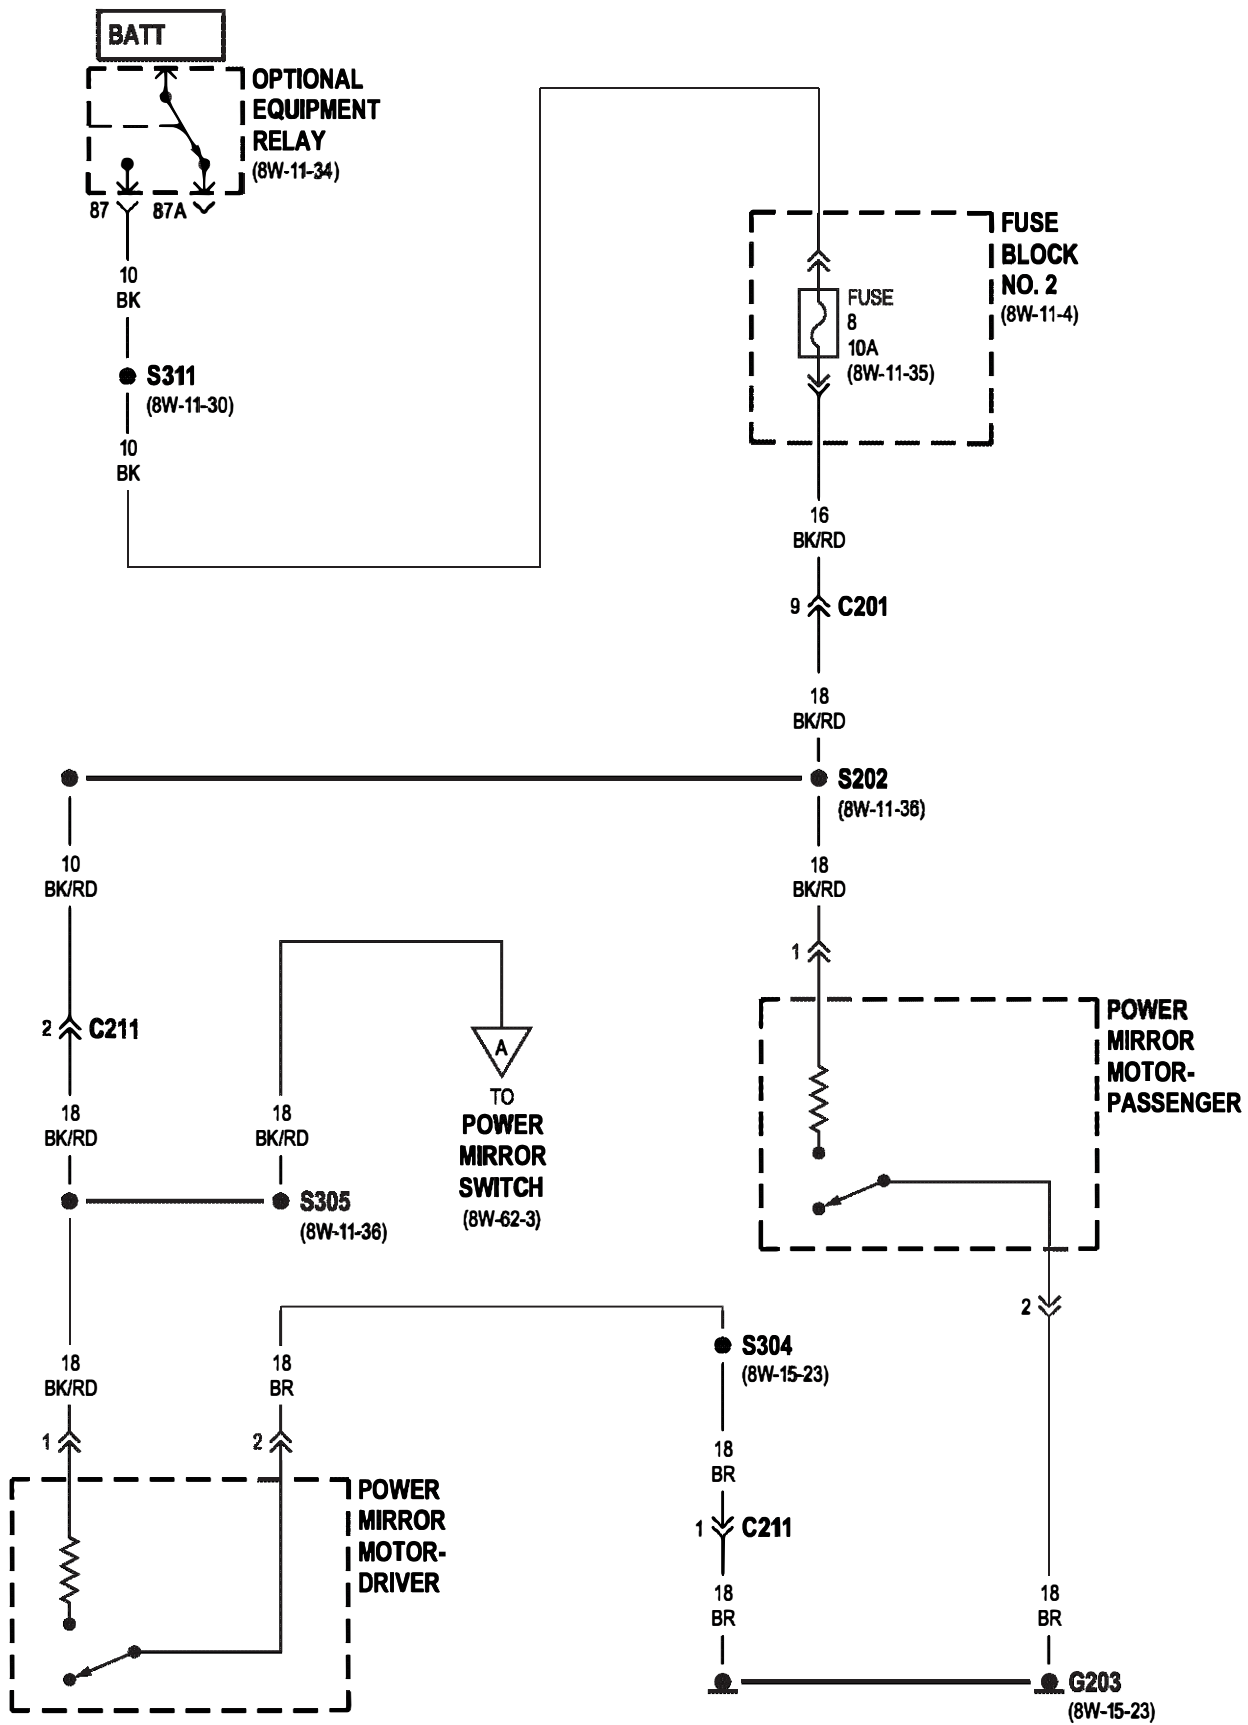 BATT
OPTIONAL
EQUIPMENT
RELAY
(8W-11-34)
87
87A
10
BK
S311
(8W-11-30)
10
BK
FUSE
BLOCK
NO. 2
(8W-11-4)
FUSE
8
10A
(8W-11-35)
16
BK/RD
9
C201
18
BK/RD
S202
(8W-11-36)
10
BK/RD
18
BK/RD
1
2
C211
A
TO
POWER
MIRROR
SWITCH
(8W-62-3)
POWER
MIRROR
MOTOR-
PASSENGER
18
BK/RD
18
BK/RD
S305
(8W-11-36)
2
S304
(8W-15-23)
18
BK/RD
18
BR
1
2
18
BR
POWER
MIRROR
MOTOR-
DRIVER
1
C211
18
BR
18
BR
G203
(8W-15-23)